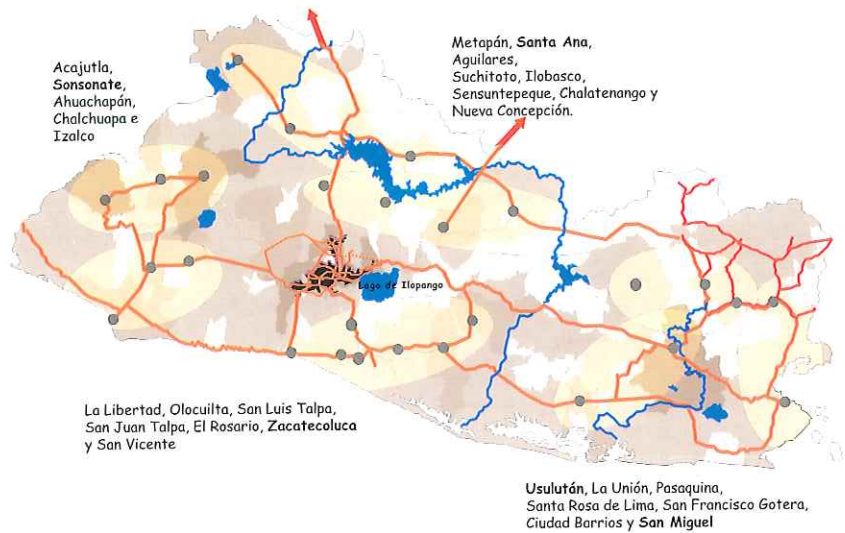 Acajutla,
Sonsonate,
Ahuachapán,
Chalchuapa e
Izalco
Metapán, Santa Ana,
Aguilares,
Suchitoto, Ilobasco,
Sensuntepeque, Chalatenango y
Nueva Concepción.
Lago de Ilopango
La Libertad, Olocuilta, San Luis Talpa,
San Juan Talpa, El Rosario, Zacatecoluca
y San Vicente
Usulután, La Unión, Pasaquina,
Santa Rosa de Lima, San Francisco Gotera,
Ciudad Barrios y San Miguel